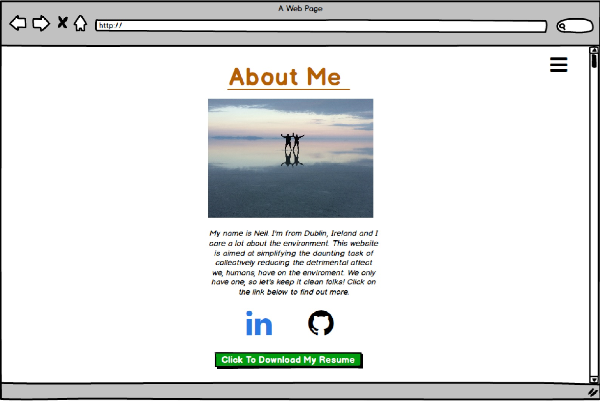 A Web Page
http://
About Me
My name is Neil. I'm from Dublin, Ireland and I
care a lot about the environment. This website
is aimed at simplifying the daunting task of
collectively reducing the detrimental affect
we, humans, have on the enviroment. We only
have one, so let's keep it clean folks! Click on
the link below to find out more.
in
Click To Download My Resume